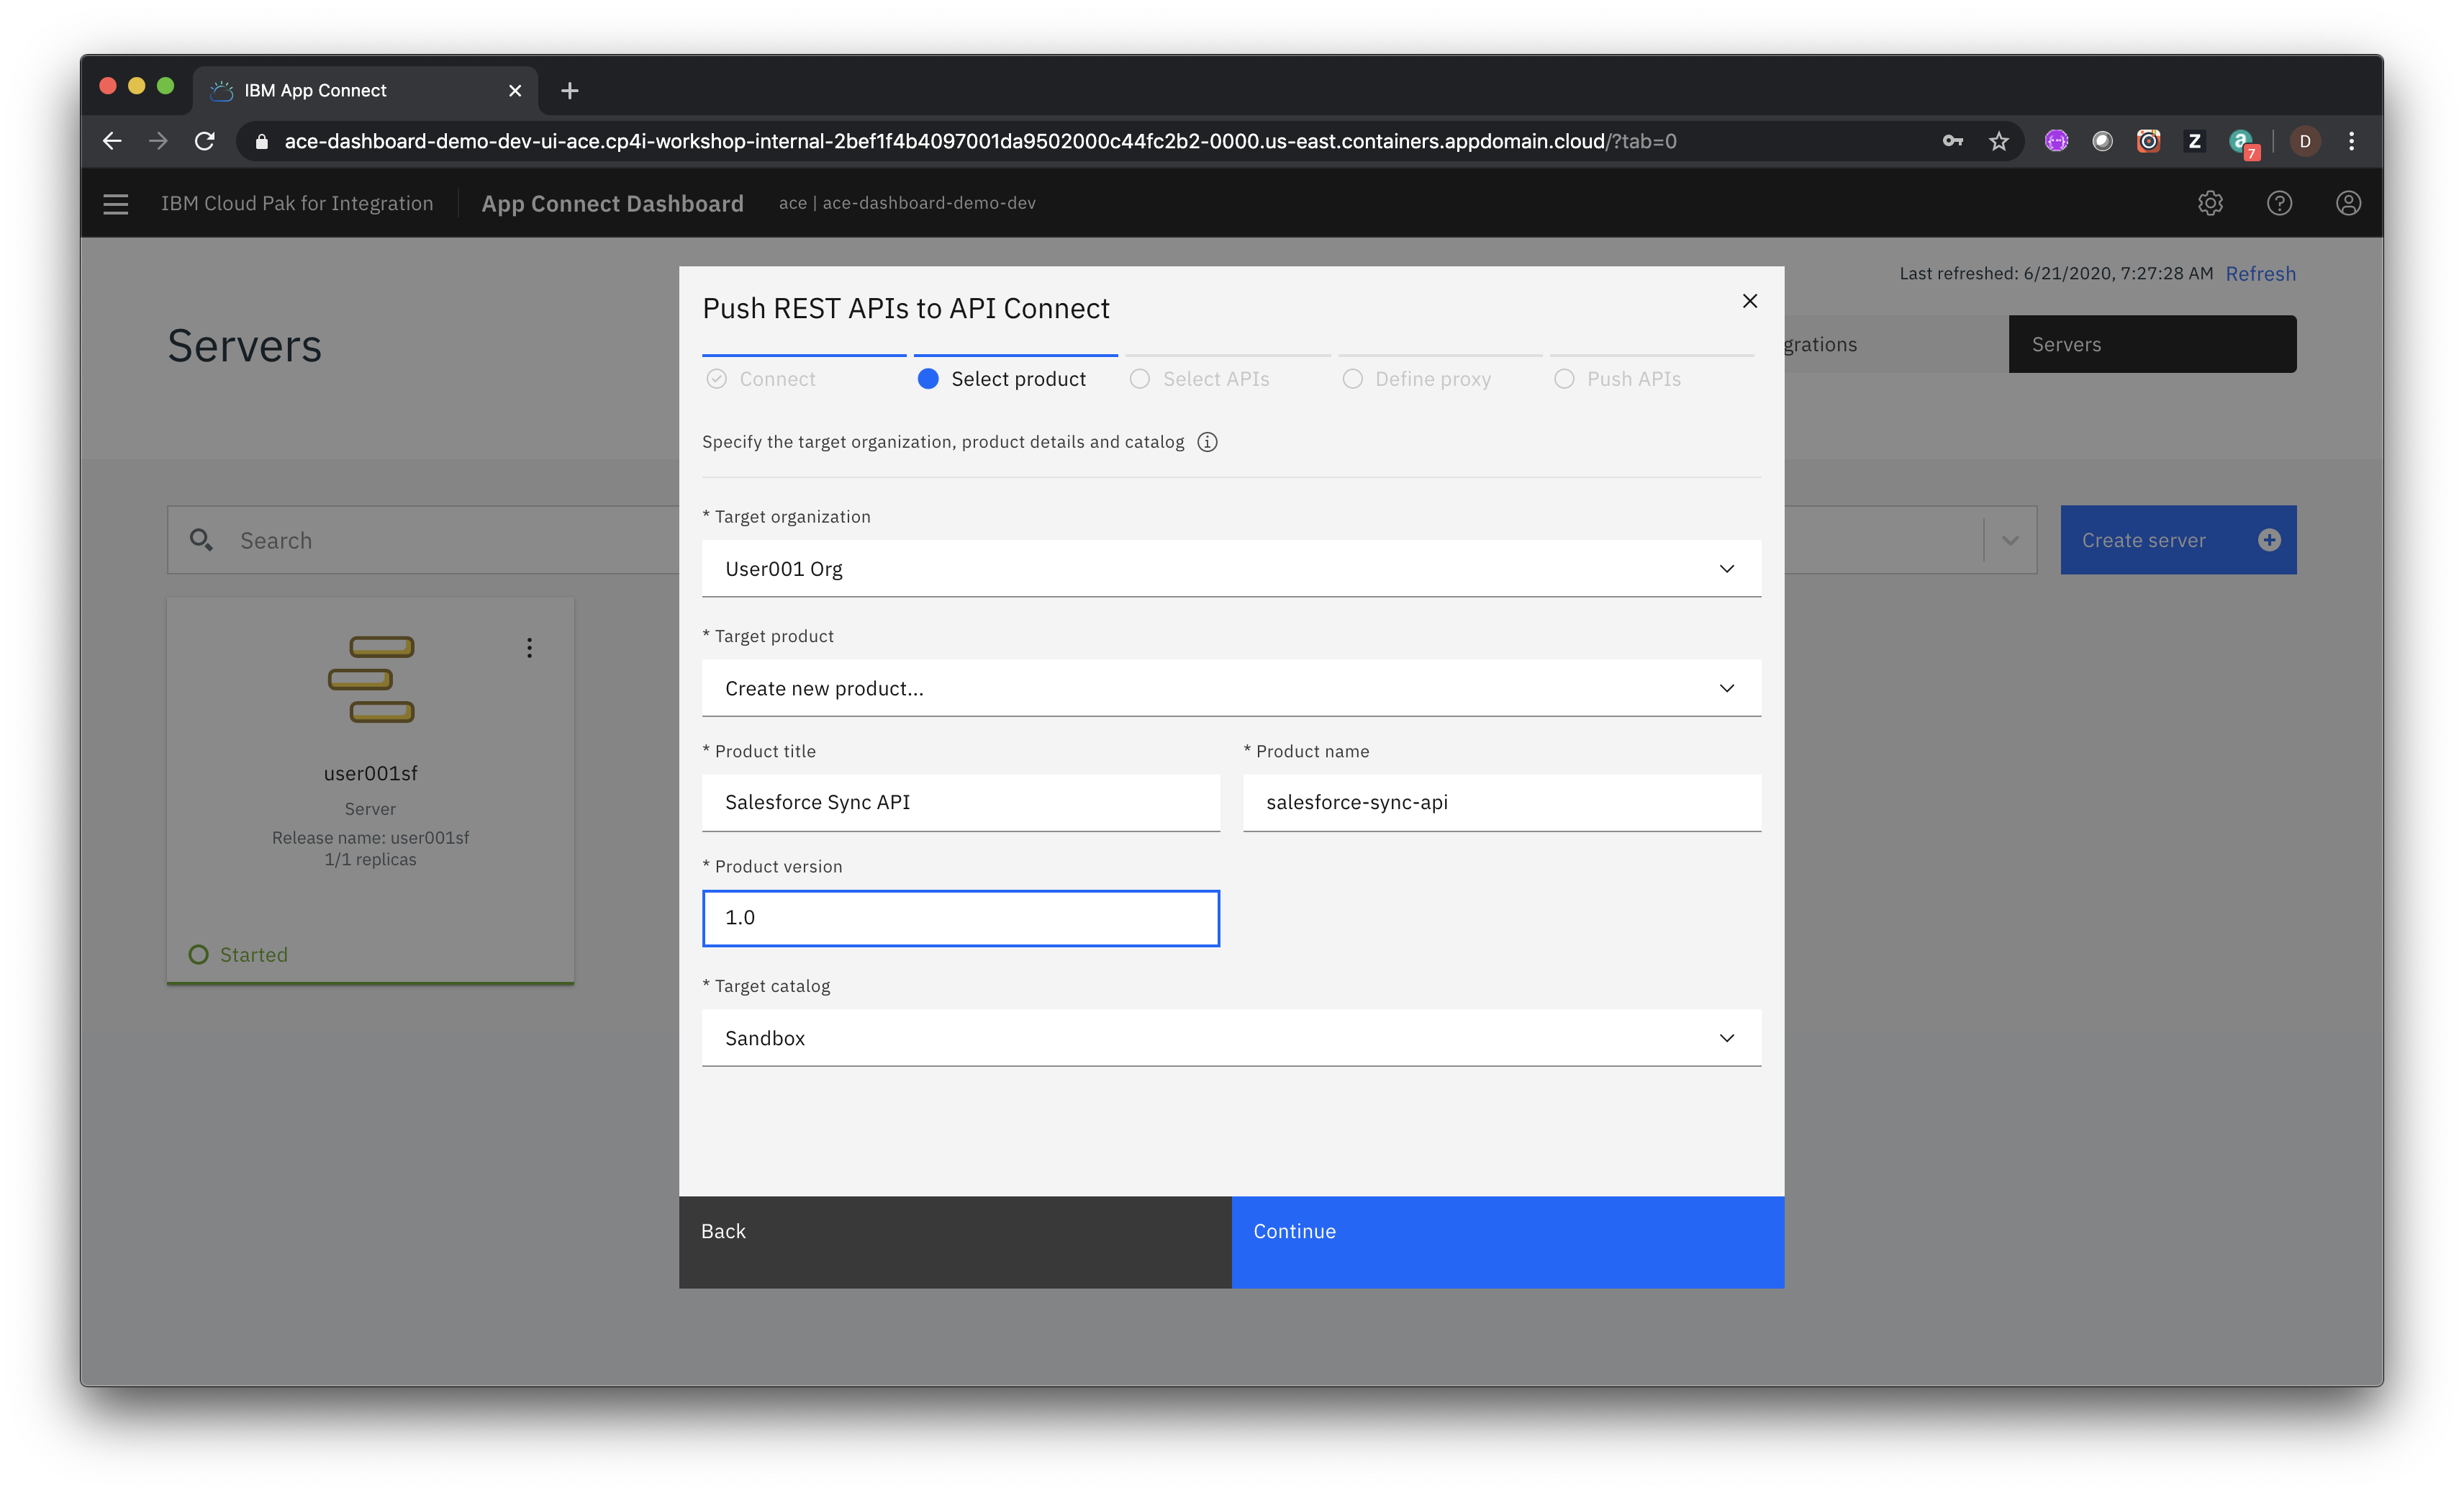 IBM App Connect
ace-dashboard-demo-dev-ui-ace.cp4i-workshop-internal-2bef1f4b4097001da9502000c44fc2b2-0000.us-east.containers.appdomain.cloud/?tab=0
Z
a
7
D
IBM Cloud Pak for Integration
App Connect Dashboard
ace | ace-dashboard-demo-dev
Last refreshed: 6/21/2020, 7:27:28 AM Refresh
Servers
grations
Servers
Search
Create server
user001sf
Server
Release name: user001sf
1/1 replicas
Started
Push REST APIs to API Connect
Connect
Select product
Select APIs
Define proxy
Push APIs
Specify the target organization, product details and catalog
* Target organization
User001 Org
* Target product
Create new product...
* Product title
* Product name
Salesforce Sync API
salesforce-sync-api
* Product version
1.0
* Target catalog
Sandbox
Back
Continue